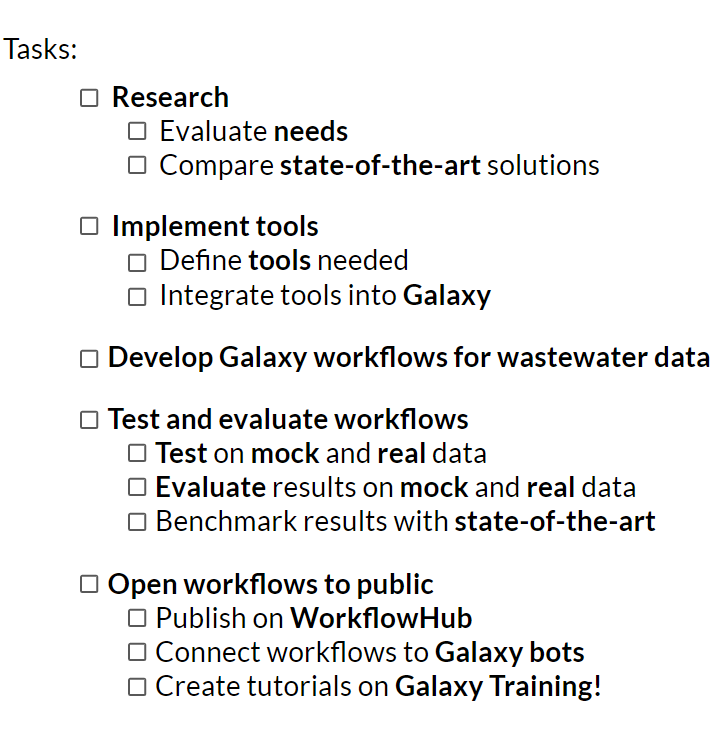 Tasks:
Research
Evaluate needs
Compare state-of-the-art solutions
Implement tools
Define tools needed
Integrate tools into Galaxy
Develop Galaxy workflows for wastewater data
Test and evaluate workflows
Test on mock and real data
Evaluate results on mock and real data
Benchmark results with state-of-the-art
Open workflows to public
Publish on WorkflowHub
Connect workflows to Galaxy bots
Create tutorials on Galaxy Training!